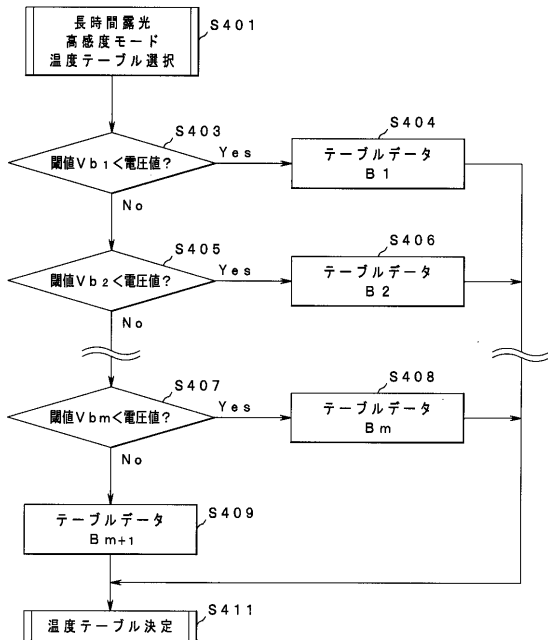 長時間露光
高感度モード
温度テーブル選択
S401
S403
閾値Vb1<電圧値?
Yes
S404
テーブルデータ
B1
No
S405
閾値Vb2<電圧値?
Yes
S406
テーブルデータ
B2
No
S407
閾値Vbm<電圧値?
Yes
S408
テーブルデータ
Bm
No
テーブルデータ
Bm+1
S409
温度テーブル決定
S411